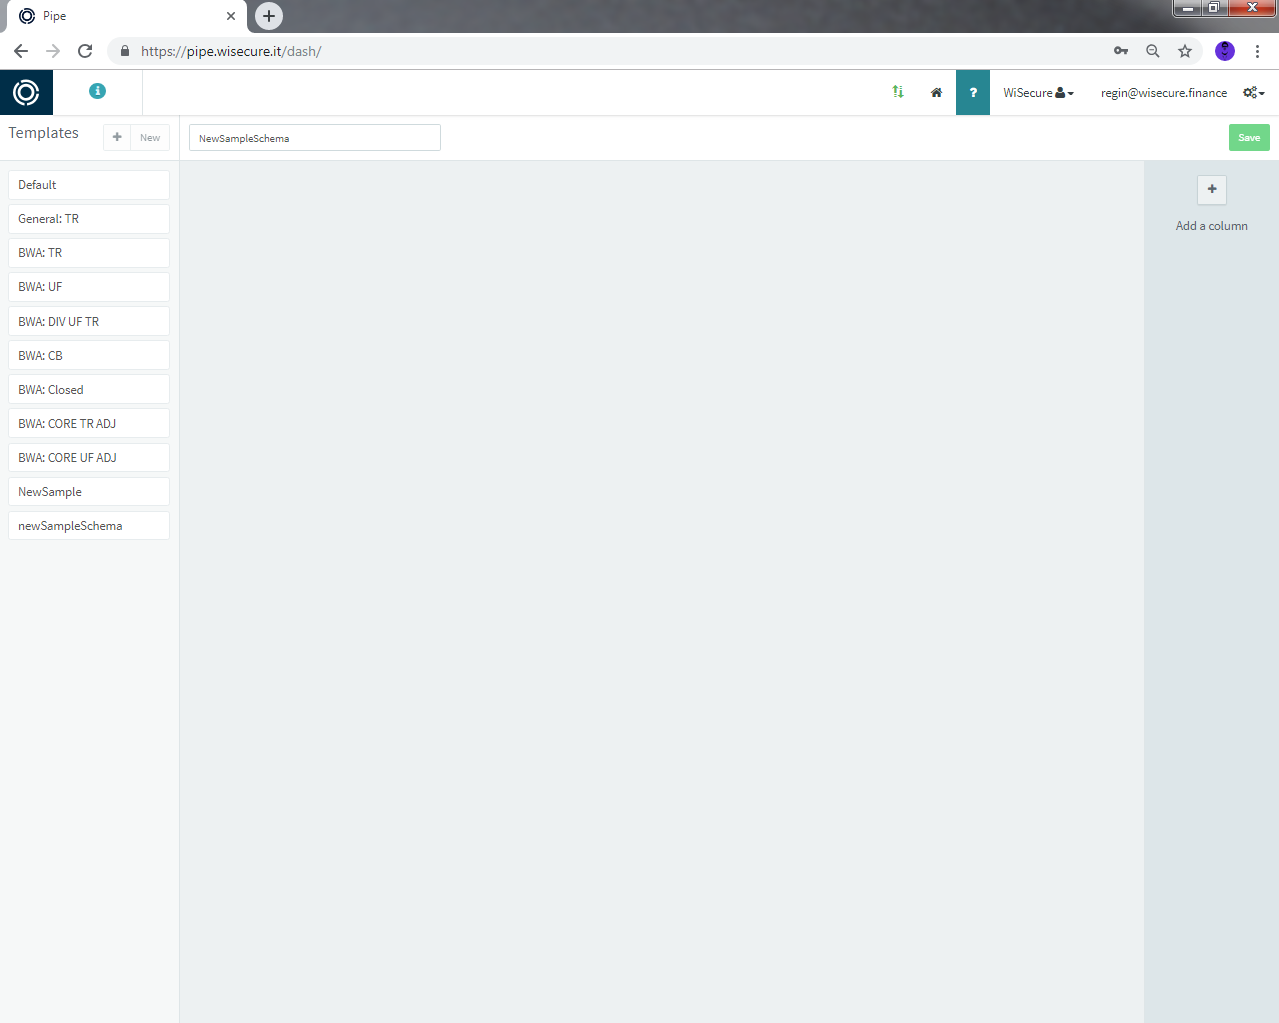 Pipe
https://pipe.wisecure.it/dash/
WiSecure
regin@wisecure.finance
Templates
New
NewSampleSchema
Save
Default
General: TR
BWA: TR
BWA: UF
BWA: DIV UF TR
BWA: CB
BWA: Closed
BWA: CORE TR ADJ
BWA: CORE UF ADJ
NewSample
newSampleSchema
Add a column